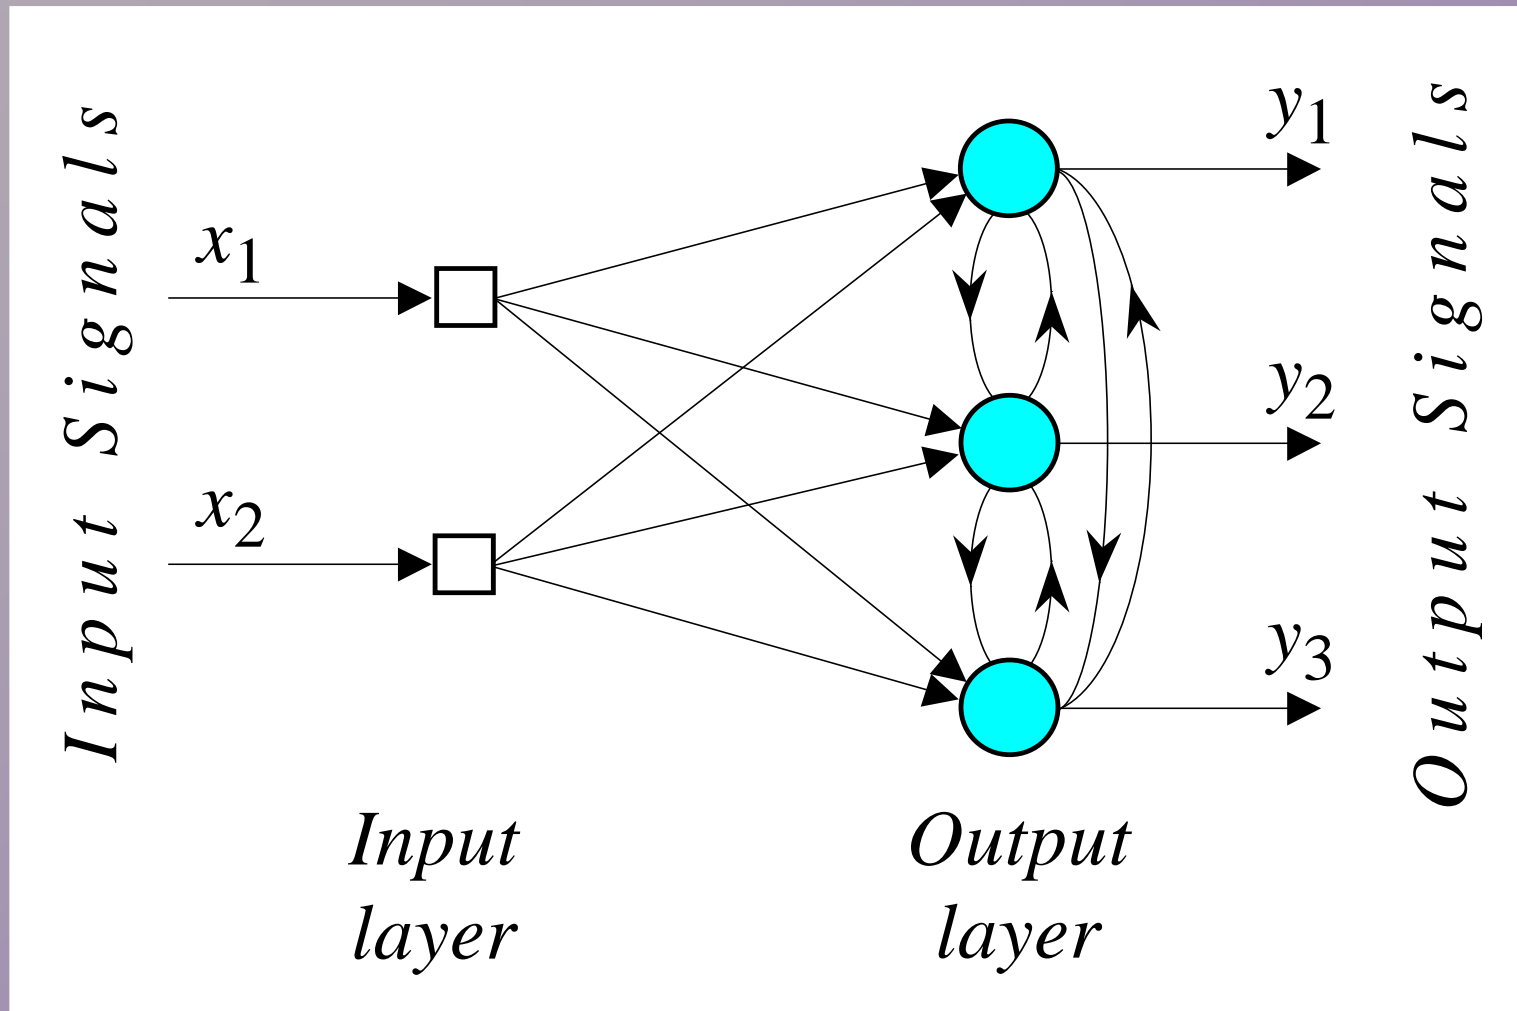 Input Signals
x1
x2
y1
y2
y3
Output Signals
Input
layer
Output
layer